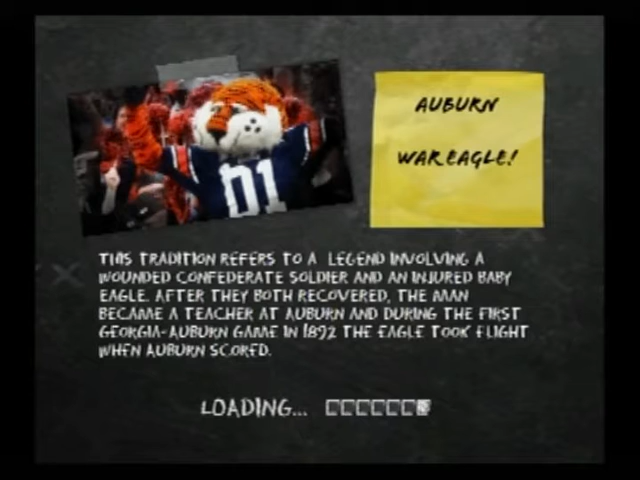 AUBURN
WAR EAGLE!
01
THIS TRADITION REFERS TO A LEGEND INVOLVING A
WOUNDED CONFEDERATE SOLDIER AND AN INJURED BABY
EAGLE. AFTER THEY BOTH RECOVERED, THE MAN
BECAME A TEACHER AT AUBURN AND DURING THE FIRST
GEORGIA-AUBURN GAME IN 1892 THE EAGLE TOOK FLIGHT
WHEN AUBURN SCORED.
LOADING...